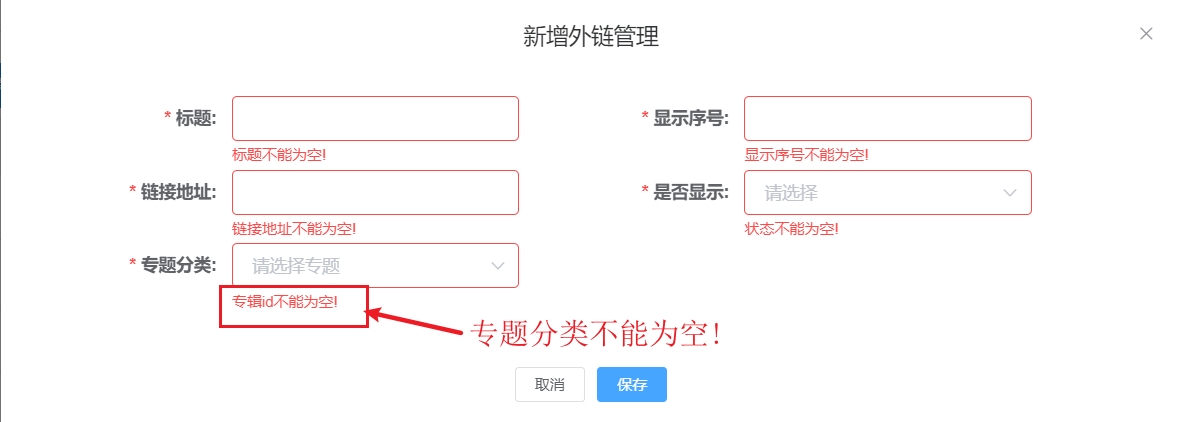 新增外链管理
* 标题:
标题不能为空!
* 显示序号:
显示序号不能为空!
* 链接地址:
链接地址不能为空!
* 是否显示:
请选择
状态不能为空!
* 专题分类:
请选择专题
专辑id不能为空!
专题分类不能为空!
取消
保存